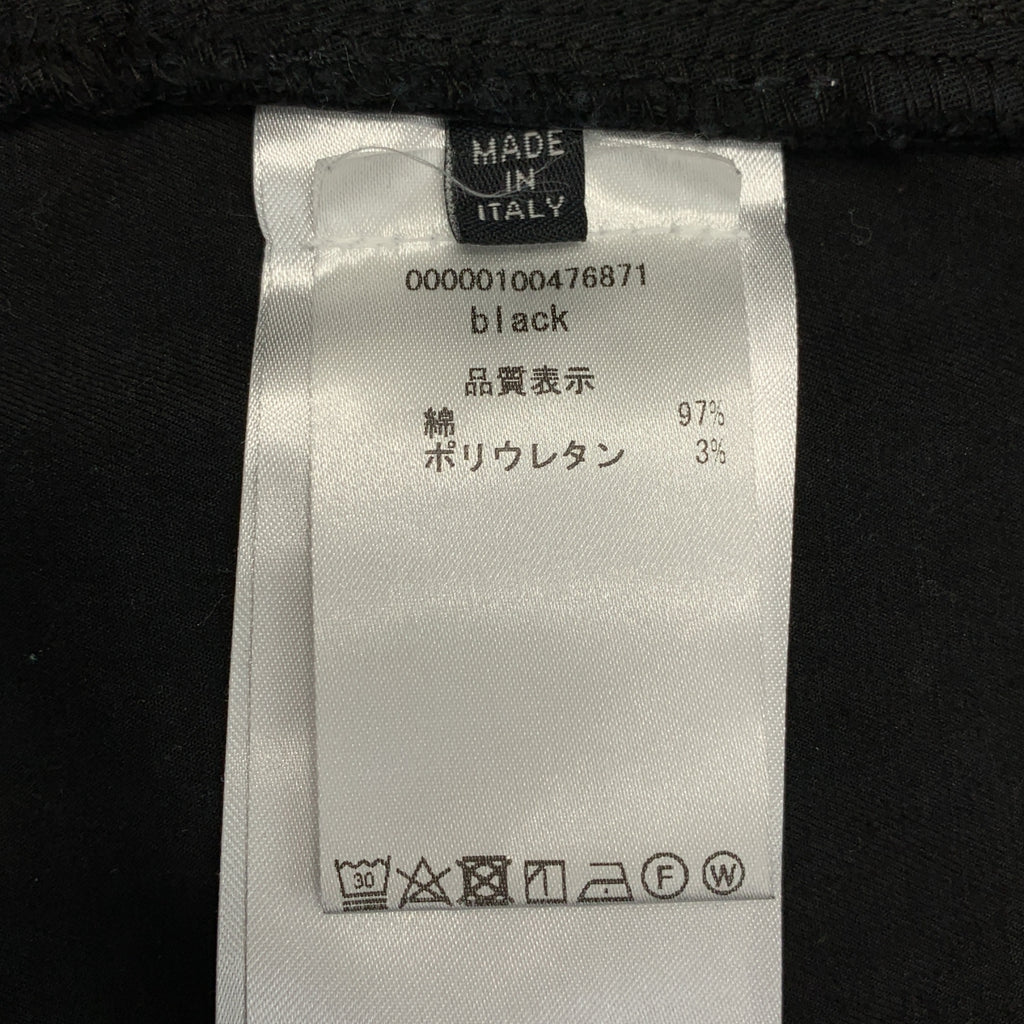 MADE
IN
ITALY
00000100476871
black
品質表示
綿 97%
ポリウレタン 3%
30 F W